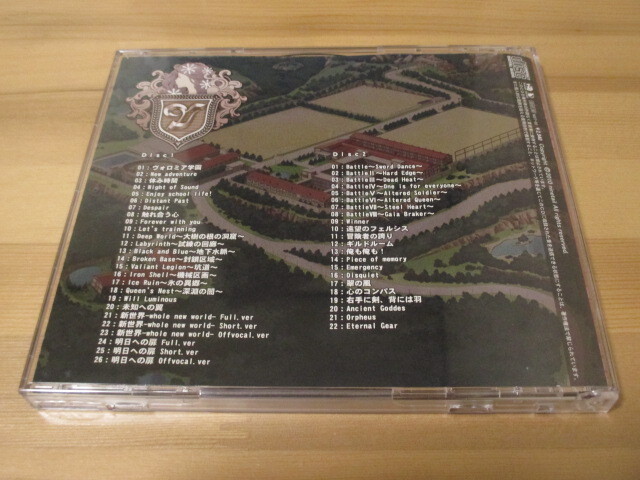 Disc1
01：ヴォロミア学園
02：New adventure
03：休み時間
04：Night of Sound
05：Enjoy school life!
06：Distant Past
07：Despair
08：触れ合う心
09：Forever with you
10：Let's trainning
11：Deep World～大樹の根の洞窟～
12：Labyrinth～試練の回廊～
13：Black and Blue～地下水脈～
14：Broken Base～封鎖区域～
15：Valiant Legion～坑道～
16：Iron Shell～機械区画～
17：Ice Ruin～氷の異郷～
18：Queen's Nest～深淵の園～
19：Will Luminous
20：未知への翼
21：新世界-whole new world- Full.ver
22：新世界-whole new world- Short.ver
23：新世界-whole new world- Offvocal.ver
24：明日への扉 Full.ver
25：明日への扉 Short.ver
26：明日への扉 Offvocal.ver
Disc2
01：Battle～Sword Dance～
02：BattleⅡ～Hard Edge～
03：BattleⅢ～Dead Heat～
04：BattleⅣ～One is for everyone～
05：BattleⅤ～Altered Soldier～
06：BattleⅥ～Altered Queen～
07：BattleⅦ～Steel Heart～
08：BattleⅧ～Gaia Braker～
09：Winner
10：遠望のフェルシス
11：冒険者の誇り
12：ギルドルーム
13：俺も俺も！
14：Piece of memory
15：Emergency
16：Disquiet
17：翠の風
18：心のコンパス
19：右手に剣、背には羽
20：Ancient Goddes
21：Orpheus
22：Eternal Gear